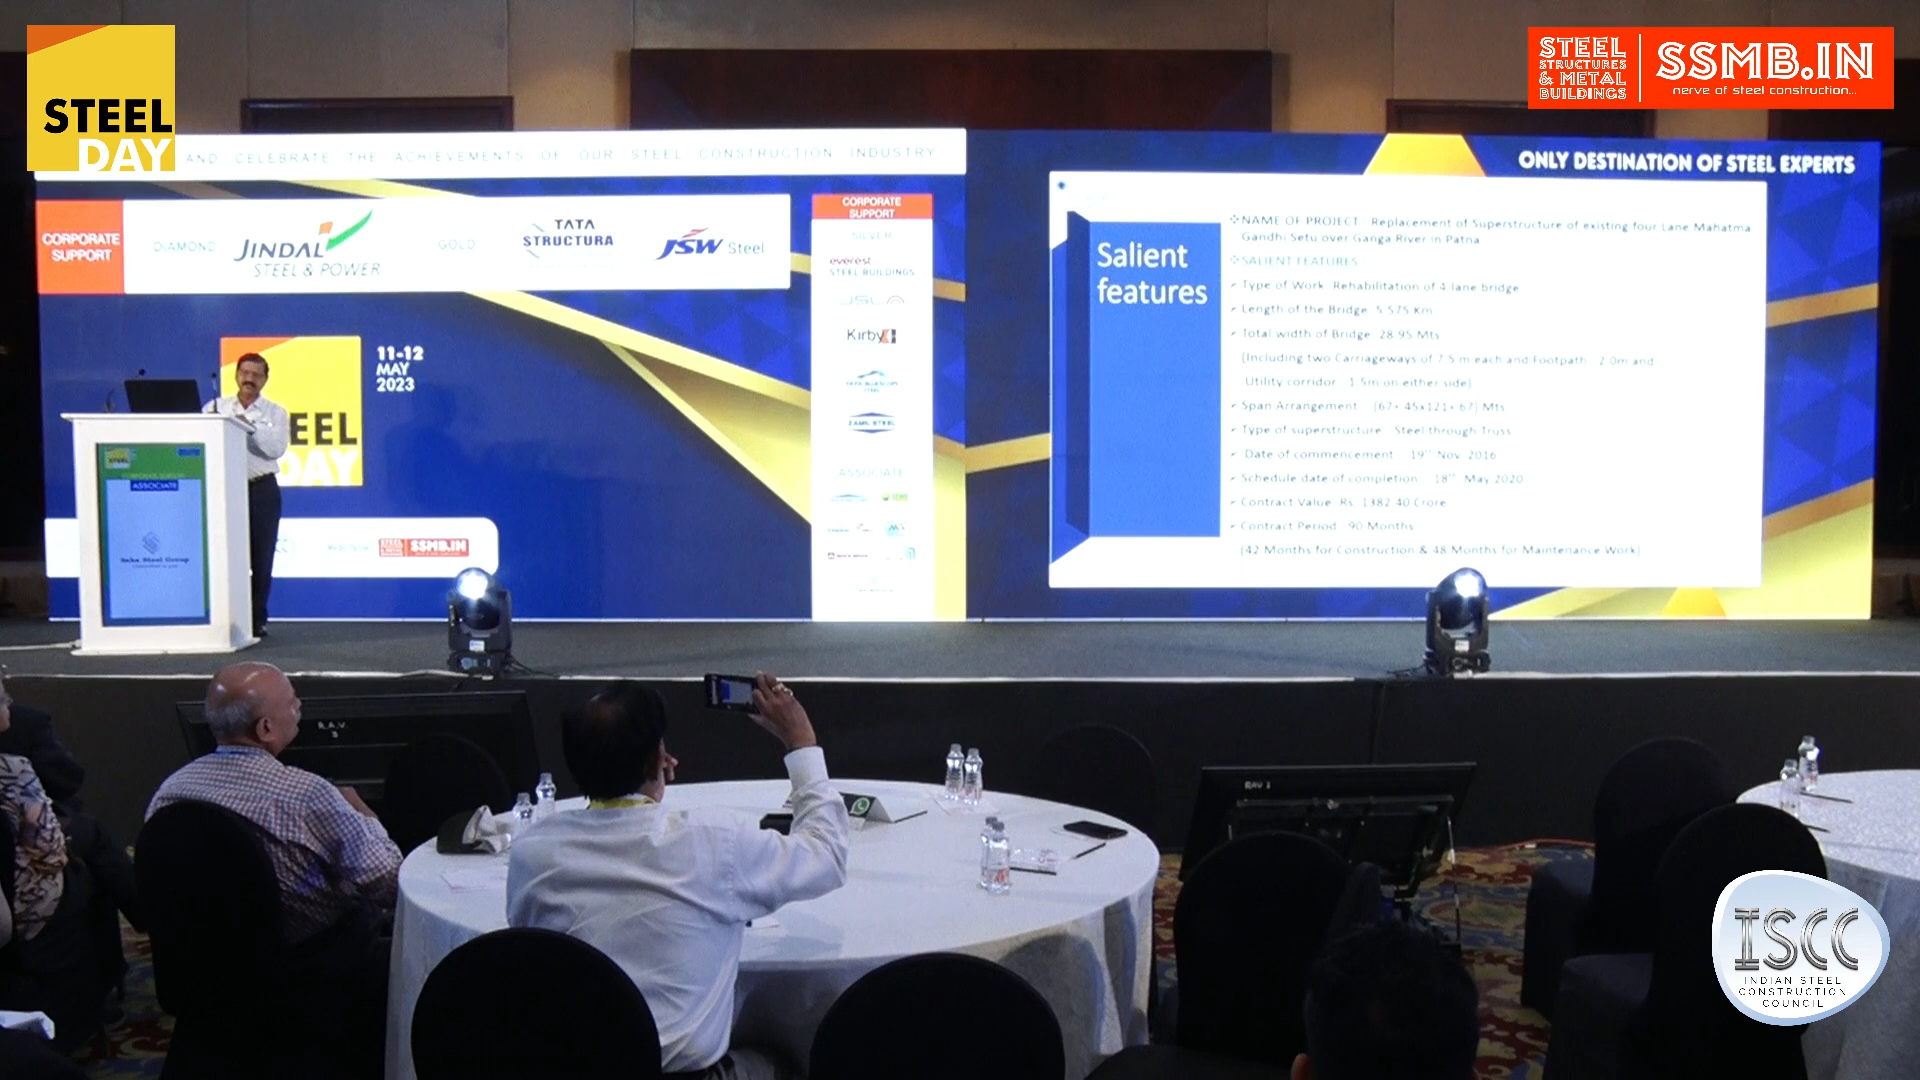 STEEL
DAY
STEEL
STRUCTURES
& METAL
BUILDINGS
SSMB.IN
nerve of steel construction...
AND CELEBRATE THE ACHIEVEMENTS OF OUR STEEL CONSTRUCTION INDUSTRY
ONLY DESTINATION OF STEEL EXPERTS
CORPORATE
SUPPORT
DIAMOND
JINDAL
STEEL & POWER
GOLD
TATA
STRUCTURA
JSW Steel
CORPORATE
SUPPORT
SILVER
everest
STEEL BUILDINGS
JSL
Kirby
TATA BLUESCOPE
STEEL
ZAMIL STEEL
ASSOCIATE
11-12
MAY
2023
EEL
DAY
STEEL
ASSOCIATE
SSMB.IN
Salient
features
NAME OF PROJECT : Replacement of Superstructure of existing four Lane Mahatma
Gandhi Setu over Ganga River in Patna
SALIENT FEATURES :
Type of Work: Rehabilitation of 4 lane bridge
Length of the Bridge: 5.575 Km
Total width of Bridge: 28.95 Mts
(Including two Carriageways of 7.5 m each and Footpath : 2.0m and
Utility corridor : 1.5m on either side)
Span Arrangement : (67+ 45x121+ 67) Mts
Type of superstructure : Steel through Truss
Date of commencement : 19th Nov. 2016
Schedule date of completion : 18th May 2020
Contract Value: Rs. 1382.40 Crore
Contract Period : 90 Months
(42 Months for Construction & 48 Months for Maintenance Work)
ISCC
INDIAN STEEL
CONSTRUCTION
COUNCIL